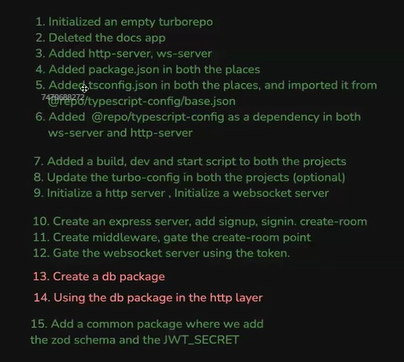 1. Initialized an empty turborepo
2. Deleted the docs app
3. Added http-server, ws-server
4. Added package.json in both the places
5. Added tsconfig.json in both the places, and imported it from
@repo/typescript-config/base.json
6. Added @repo/typescript-config as a dependency in both
ws-server and http-server
7. Added a build, dev and start script to both the projects
8. Update the turbo-config in both the projects (optional)
9. Initialize a http server , Initialize a websocket server
10. Create an express server, add signup, signin. create-room
11. Create middleware, gate the create-room point
12. Gate the websocket server using the token.
13. Create a db package
14. Using the db package in the http layer
15. Add a common package where we add
the zod schema and the JWT_SECRET